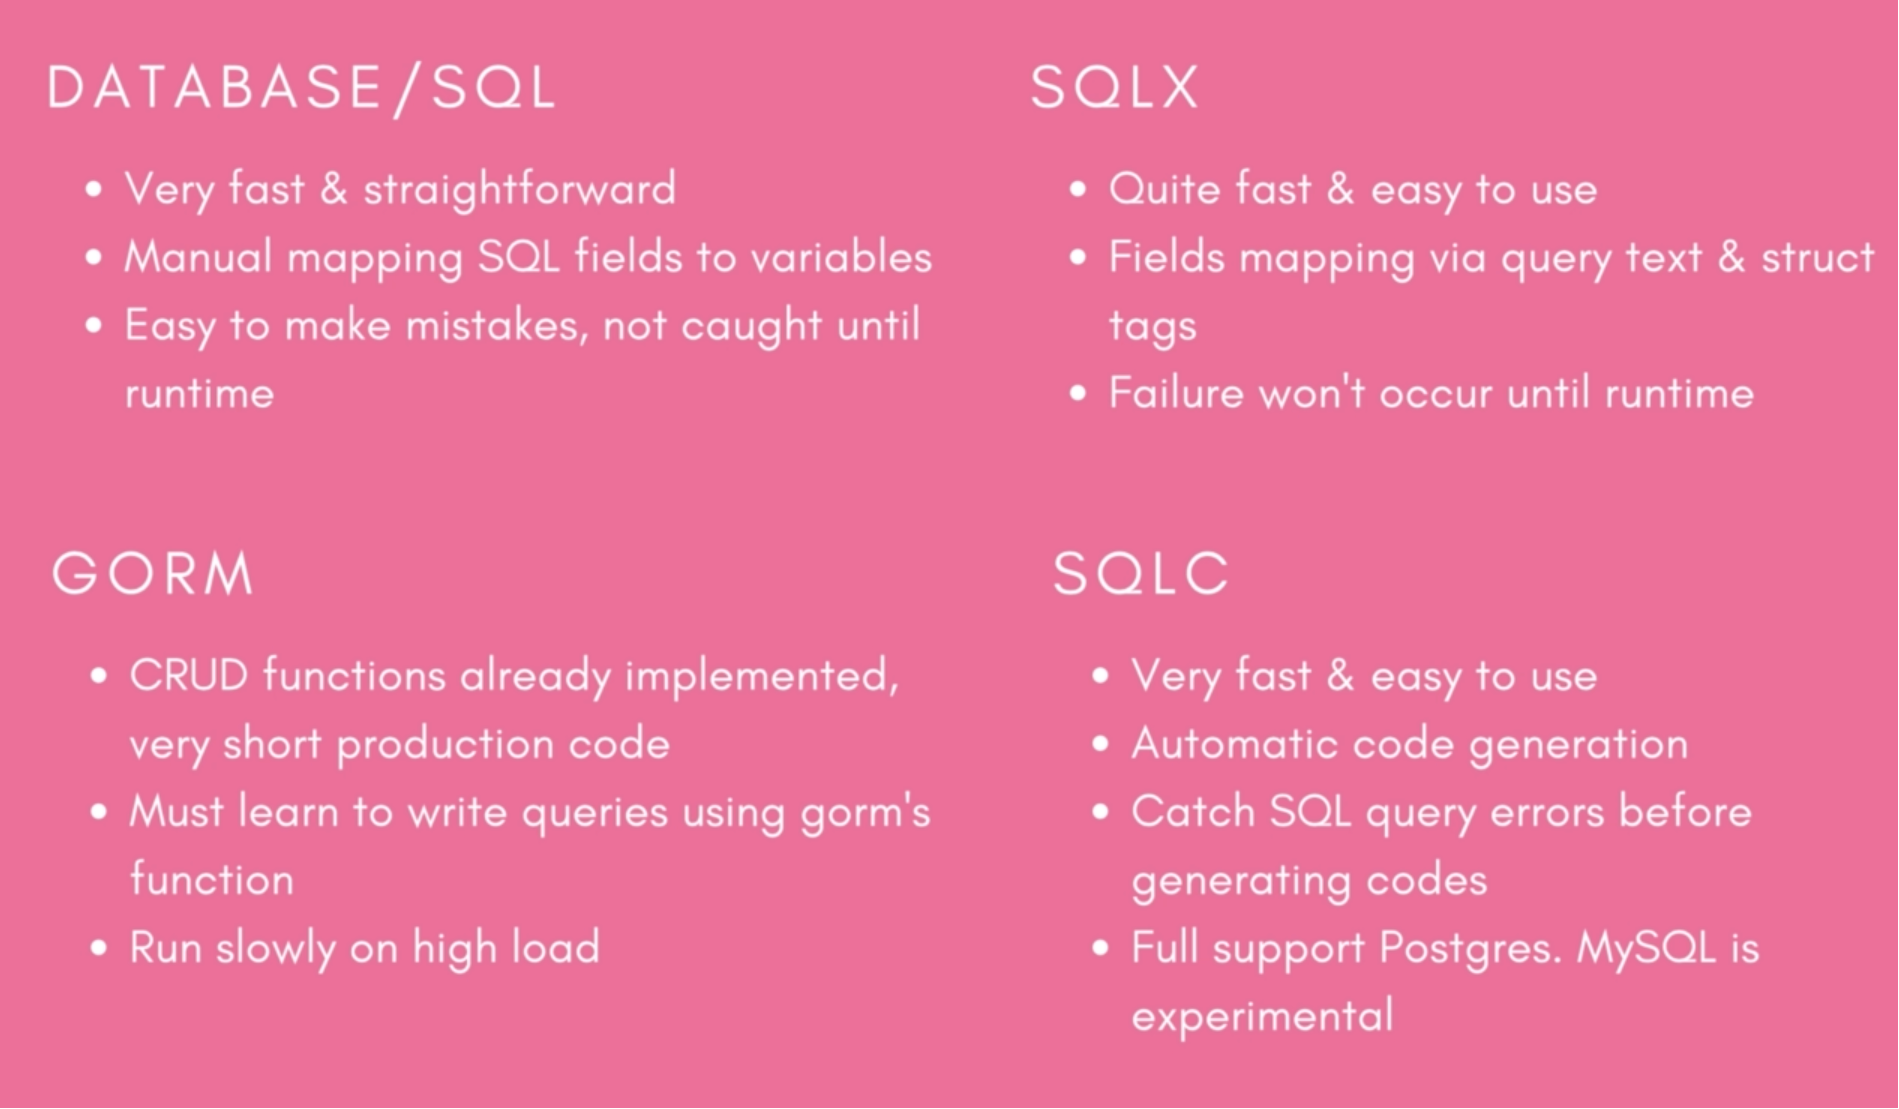 DATABASE/SQL
• Very fast & straightforward
• Manual mapping SQL fields to variables
• Easy to make mistakes, not caught until
runtime
SQLX
• Quite fast & easy to use
• Fields mapping via query text & struct
tags
• Failure won't occur until runtime
GORM
• CRUD functions already implemented,
very short production code
• Must learn to write queries using gorm's
function
• Run slowly on high load
SQLC
• Very fast & easy to use
• Automatic code generation
• Catch SQL query errors before
generating codes
• Full support Postgres. MySQL is
experimental